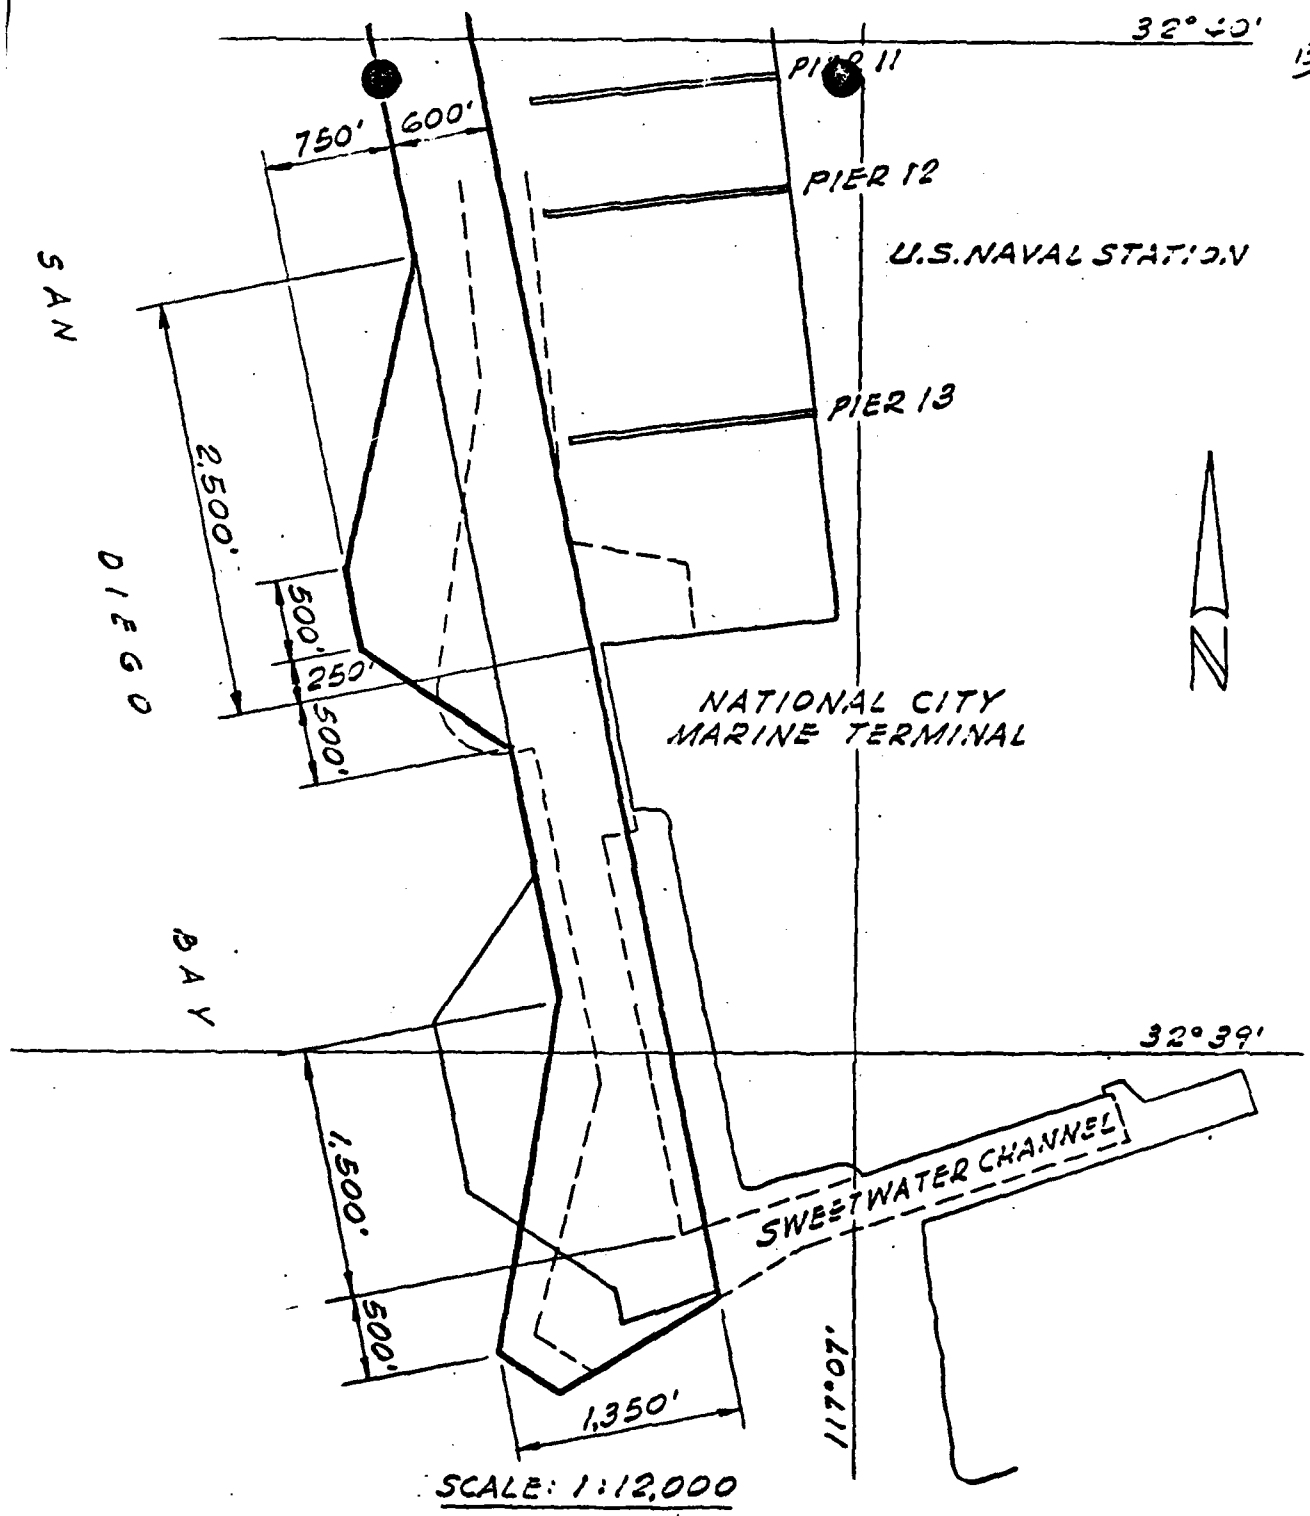 32° 40'
PIER 11
750'
600'
PIER 12
U.S. NAVAL STATION
SAN
PIER 13
2,500'
DIEGO
500'
250'
500'
N
NATIONAL CITY
MARINE TERMINAL
BAY
32° 39'
1,500'
SWEETWATER CHANNEL
500'
1,350'
117° 07'
SCALE: 1:12,000